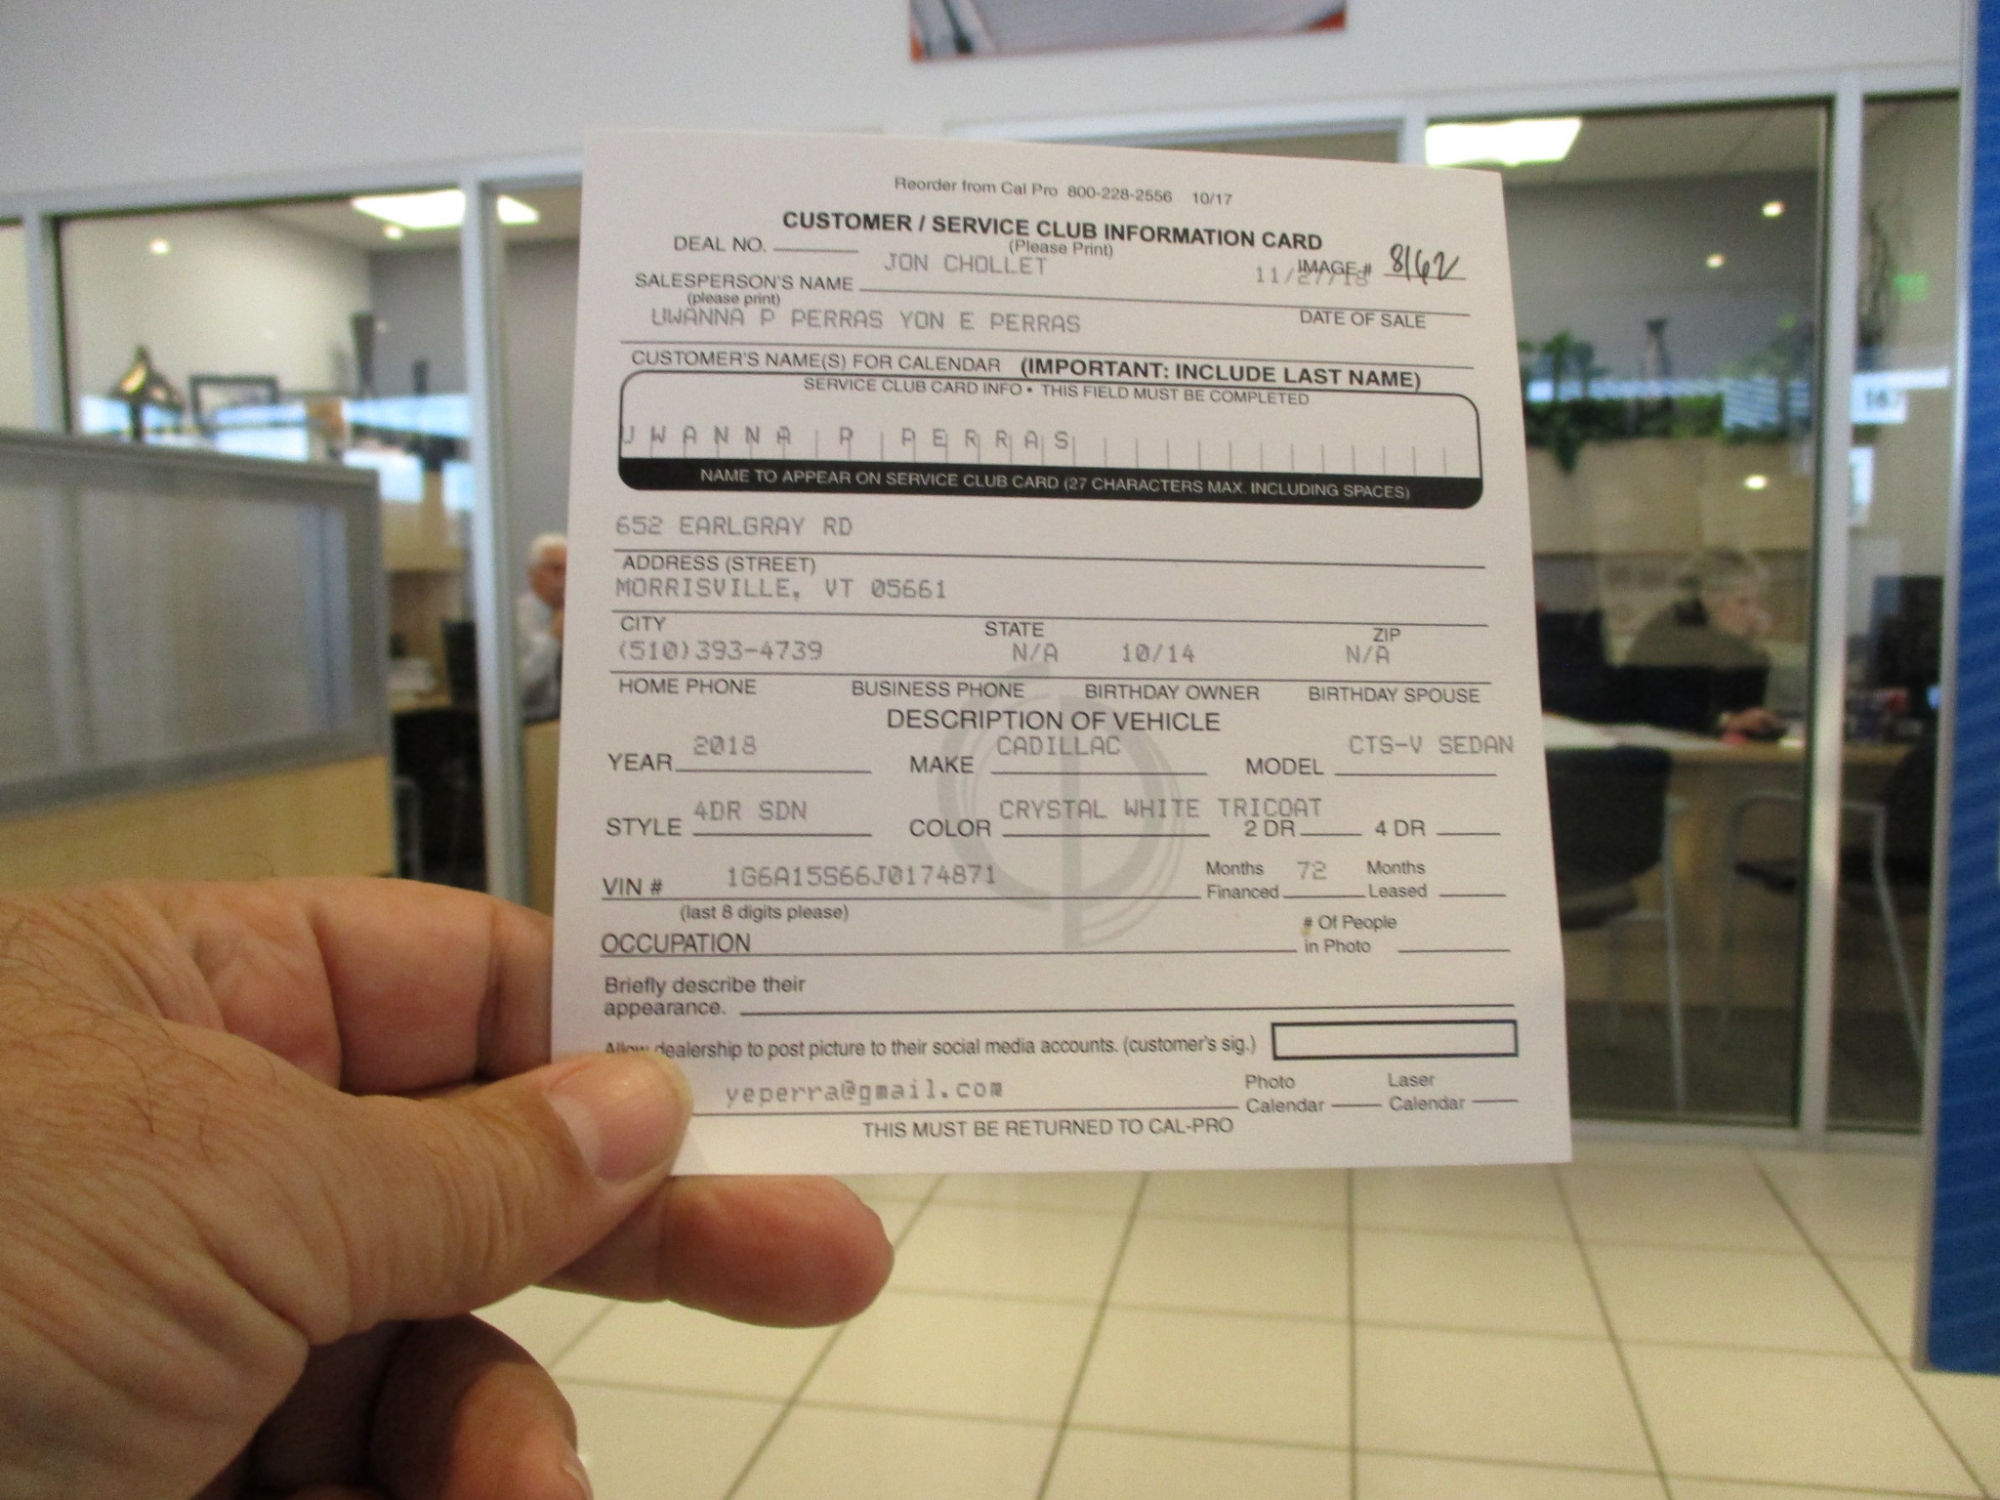 Reorder from Cal Pro 800-228-2556 10/17
CUSTOMER / SERVICE CLUB INFORMATION CARD
DEAL NO. (Please Print)
JON CHOLLET 11/27/18 IMAGE # 8162
SALESPERSON'S NAME
(please print) DATE OF SALE
UWANNA P PERRAS YON E PERRAS
CUSTOMER'S NAME(S) FOR CALENDAR (IMPORTANT: INCLUDE LAST NAME)
SERVICE CLUB CARD INFO • THIS FIELD MUST BE COMPLETED
UWANNA P PERRAS
NAME TO APPEAR ON SERVICE CLUB CARD (27 CHARACTERS MAX. INCLUDING SPACES)
652 EARLGRAY RD
ADDRESS (STREET)
MORRISVILLE, VT 05661
CITY STATE ZIP
(510)393-4739 N/A 10/14 N/A
HOME PHONE BUSINESS PHONE BIRTHDAY OWNER BIRTHDAY SPOUSE
DESCRIPTION OF VEHICLE
YEAR 2018 MAKE CADILLAC MODEL CTS-V SEDAN
STYLE 4DR SDN COLOR CRYSTAL WHITE TRICOAT 2 DR 4 DR
VIN # 1G6A15S66J0174871 Months Financed 72 Months Leased
(last 8 digits please)
OCCUPATION # Of People in Photo
Briefly describe their
appearance.
Allow dealership to post picture to their social media accounts. (customer's sig.)
yeperra@gmail.com Photo Calendar Laser Calendar
THIS MUST BE RETURNED TO CAL-PRO